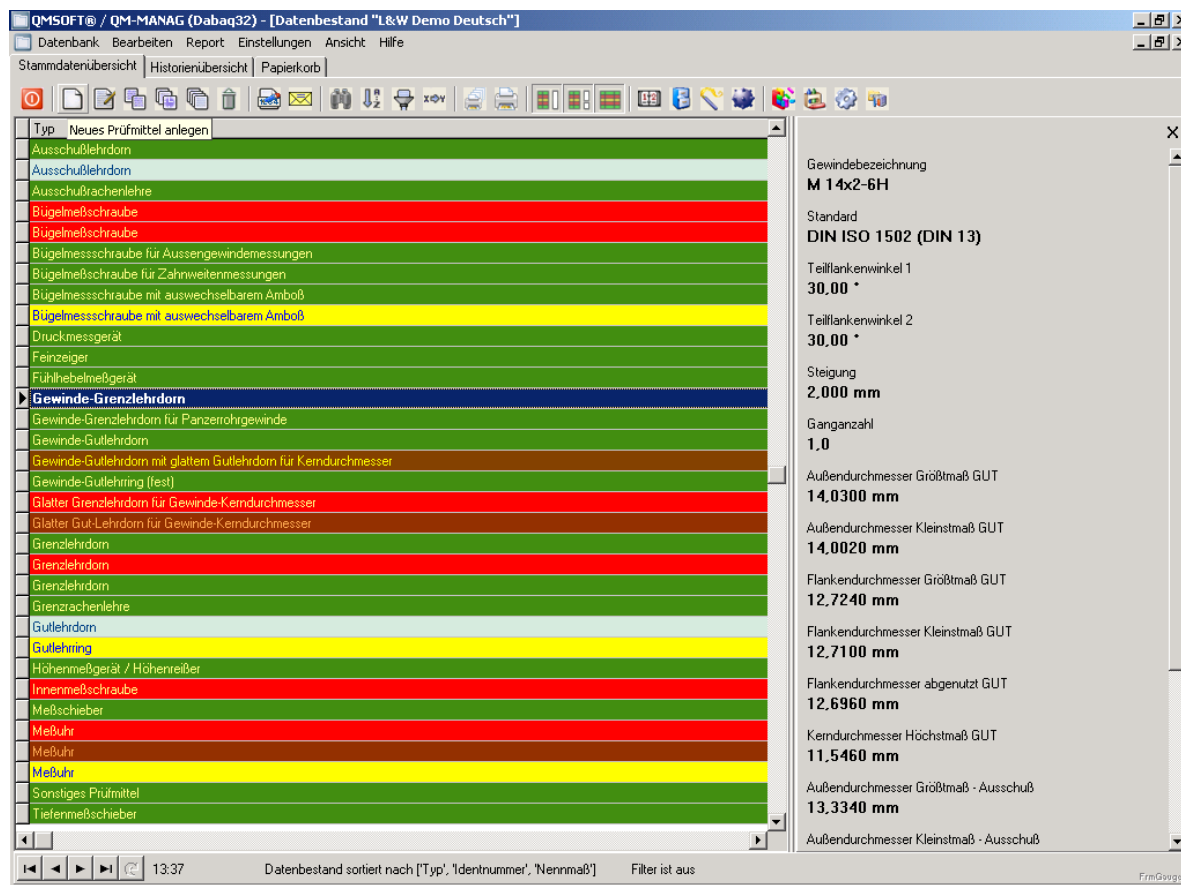 QMSOFT® / QM-MANAG (Dabaq32) - [Datenbestand "L&W Demo Deutsch"]
Datenbank Bearbeiten Report Einstellungen Ansicht Hilfe
Stammdatenübersicht Historienübersicht Papierkorb
Typ Neues Prüfmittel anlegen
Ausschußlehrdorn
Ausschußlehrdorn
Ausschußrachenlehre
Bügelmeßschraube
Bügelmeßschraube
Bügelmessschraube für Aussengewindemessungen
Bügelmeßschraube für Zahnweitenmessungen
Bügelmessschraube mit auswechselbarem Amboß
Bügelmessschraube mit auswechselbarem Amboß
Druckmessgerät
Feinzeiger
Fühlhebelmeßgerät
Gewinde-Grenzlehrdorn
Gewinde-Grenzlehrdorn für Panzerrohrgewinde
Gewinde-Gutlehrdorn
Gewinde-Gutlehrdorn mit glattem Gutlehrdorn für Kerndurchmesser
Gewinde-Gutlehrring (fest)
Glatter Grenzlehrdorn für Gewinde-Kerndurchmesser
Glatter Gut-Lehrdorn für Gewinde-Kerndurchmesser
Grenzlehrdorn
Grenzlehrdorn
Grenzlehrdorn
Grenzrachenlehre
Gutlehrdorn
Gutlehrring
Höhenmeßgerät / Höhenreißer
Innenmeßschraube
Meßschieber
Meßuhr
Meßuhr
Meßuhr
Sonstiges Prüfmittel
Tiefenmeßschieber
Gewindebezeichnung
M 14x2-6H
Standard
DIN ISO 1502 (DIN 13)
Teilflankenwinkel 1
30,00 °
Teilflankenwinkel 2
30,00 °
Steigung
2,000 mm
Ganganzahl
1,0
Außendurchmesser Größtmaß GUT
14,0300 mm
Außendurchmesser Kleinstmaß GUT
14,0020 mm
Flankendurchmesser Größtmaß GUT
12,7240 mm
Flankendurchmesser Kleinstmaß GUT
12,7100 mm
Flankendurchmesser abgenutzt GUT
12,6960 mm
Kerndurchmesser Höchstmaß GUT
11,5460 mm
Außendurchmesser Größtmaß - Ausschuß
13,3340 mm
Außendurchmesser Kleinstmaß - Ausschuß
13:37 Datenbestand sortiert nach ['Typ', 'Identnummer', 'Nennmaß'] Filter ist aus